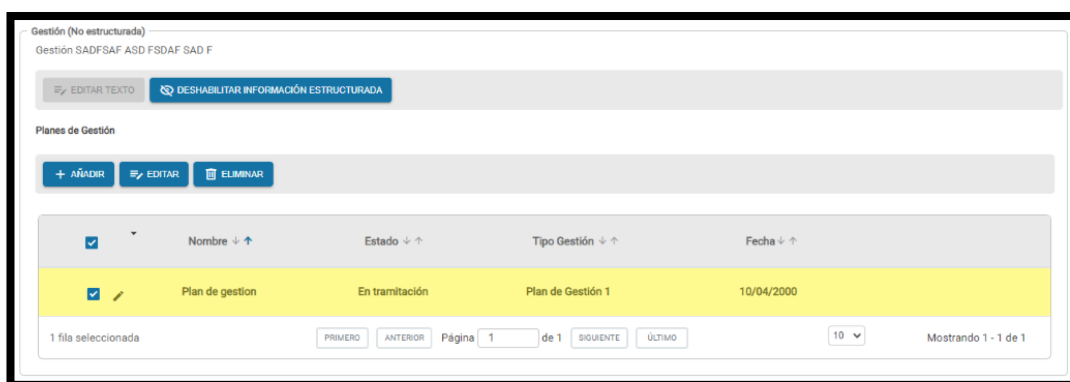 Gestión (No estructurada)
Gestión SADFSAF ASD FSDAF SAD F
EDITAR TEXTO DESHABILITAR INFORMACIÓN ESTRUCTURADA
Planes de Gestión
AÑADIR EDITAR ELIMINAR
Nombre Estado Tipo Gestión Fecha
Plan de gestion En tramitación Plan de Gestión 1 10/04/2000
1 fila seleccionada PRIMERO ANTERIOR Página 1 de 1 SIGUIENTE ÚLTIMO 10 Mostrando 1 - 1 de 1